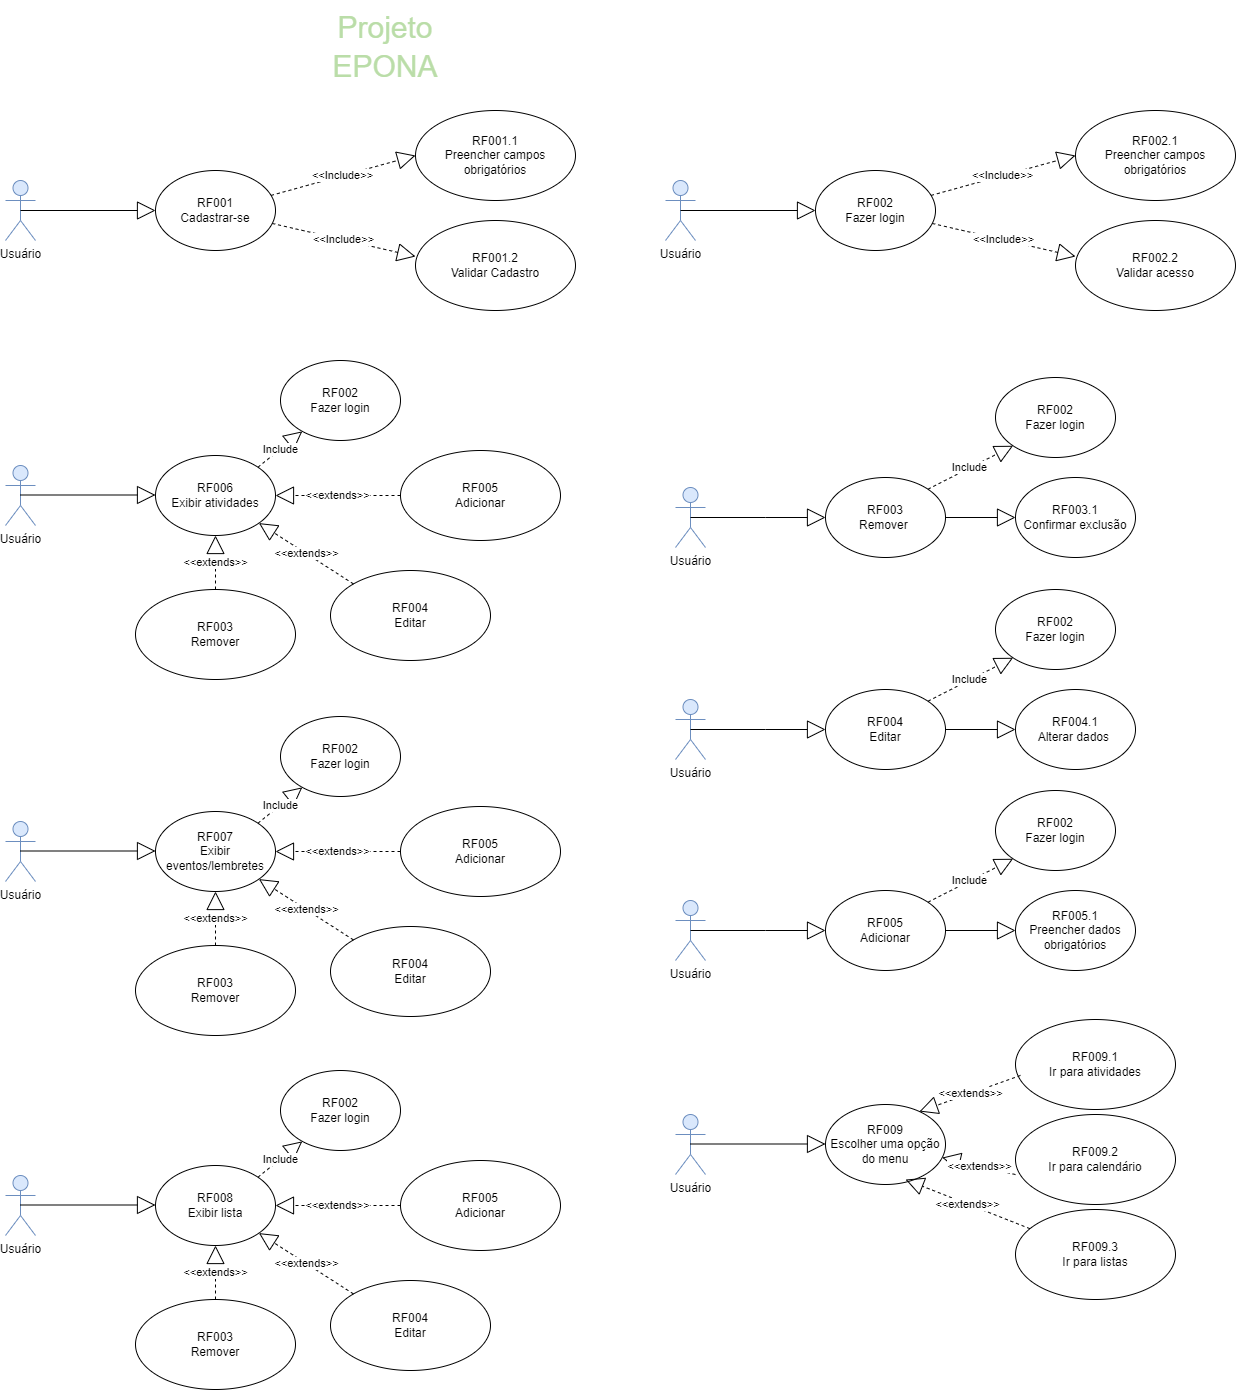 Projeto
EPONA
RF001.1
Preencher campos
obrigatórios
<<Include>>
RF001
Cadastrar-se
<<Include>>
Usuário
RF001.2
Validar Cadastro
RF002.1
Preencher campos
obrigatórios
<<Include>>
RF002
Fazer login
<<Include>>
Usuário
RF002.2
Validar acesso
RF002
Fazer login
Include
RF006
Exibir atividades
<<extends>>
RF005
Adicionar
Usuário
<<extends>>
<<extends>>
RF003
Remover
RF004
Editar
RF002
Fazer login
Include
RF003
Remover
RF003.1
Confirmar exclusão
Usuário
RF002
Fazer login
Include
RF004
Editar
RF004.1
Alterar dados
Usuário
RF002
Fazer login
Include
RF007
Exibir
eventos/lembretes
<<extends>>
RF005
Adicionar
Usuário
<<extends>>
<<extends>>
RF003
Remover
RF004
Editar
RF002
Fazer login
Include
RF005
Adicionar
RF005.1
Preencher dados
obrigatórios
Usuário
RF002
Fazer login
Include
RF008
Exibir lista
<<extends>>
RF005
Adicionar
Usuário
<<extends>>
<<extends>>
RF003
Remover
RF004
Editar
RF009.1
Ir para atividades
<<extends>>
RF009
Escolher uma opção
do menu
<<extends>>
RF009.2
Ir para calendário
Usuário
<<extends>>
RF009.3
Ir para listas